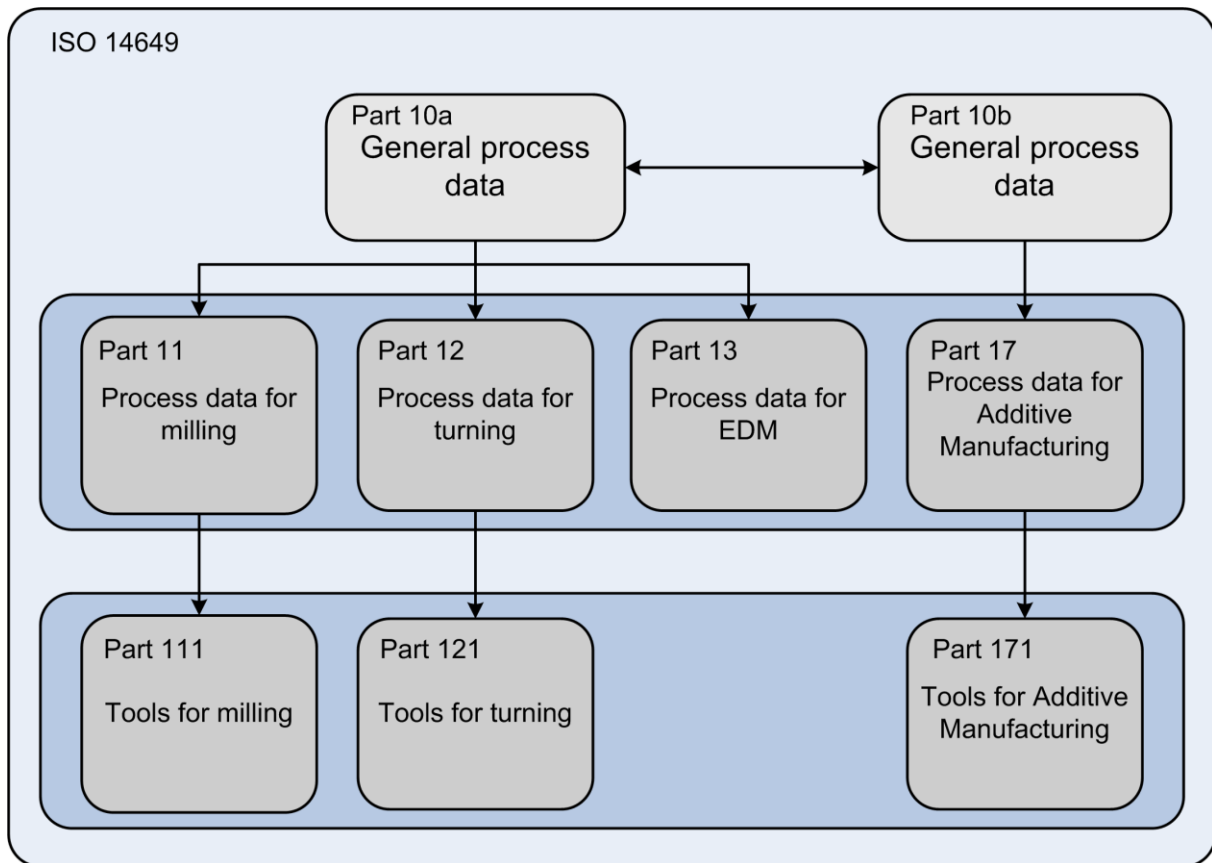 ISO 14649
Part 10a
General process
data
Part 10b
General process
data
Part 11
Process data for
milling
Part 12
Process data for
turning
Part 13
Process data for
EDM
Part 17
Process data for
Additive
Manufacturing
Part 111
Tools for milling
Part 121
Tools for turning
Part 171
Tools for Additive
Manufacturing